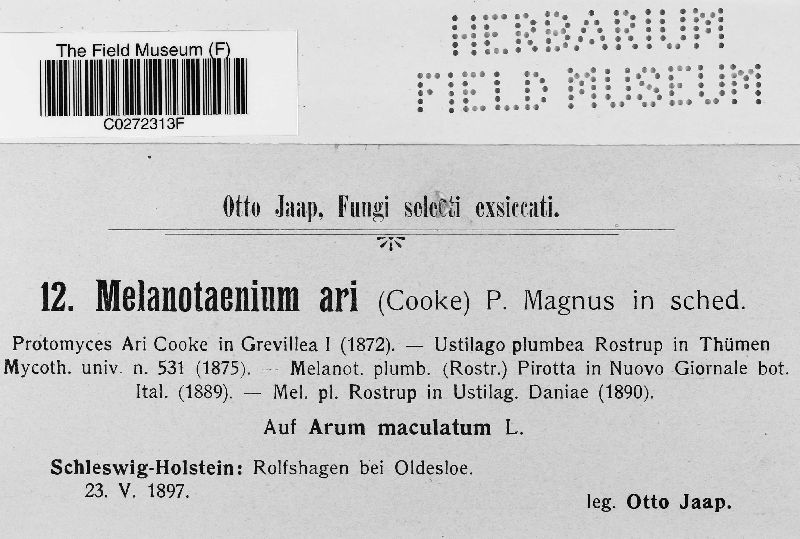 The Field Museum (F)
C0272313F
HERBARIUM
FIELD MUSEUM
Otto Jaap, Fungi selecti exsiccati.
12. Melanotaenium ari (Cooke) P. Magnus in sched.
Protomyces Ari Cooke in Grevillea I (1872). — Ustilago plumbea Rostrup in Thümen
Mycoth. univ. n. 531 (1875). — Melanot. plumb. (Rostr.) Pirotta in Nuovo Giornale bot.
Ital. (1889). — Mel. pl. Rostrup in Ustilag. Daniae (1890).
Auf Arum maculatum L.
Schleswig-Holstein: Rolfshagen bei Oldesloe.
23. V. 1897.
leg. Otto Jaap.